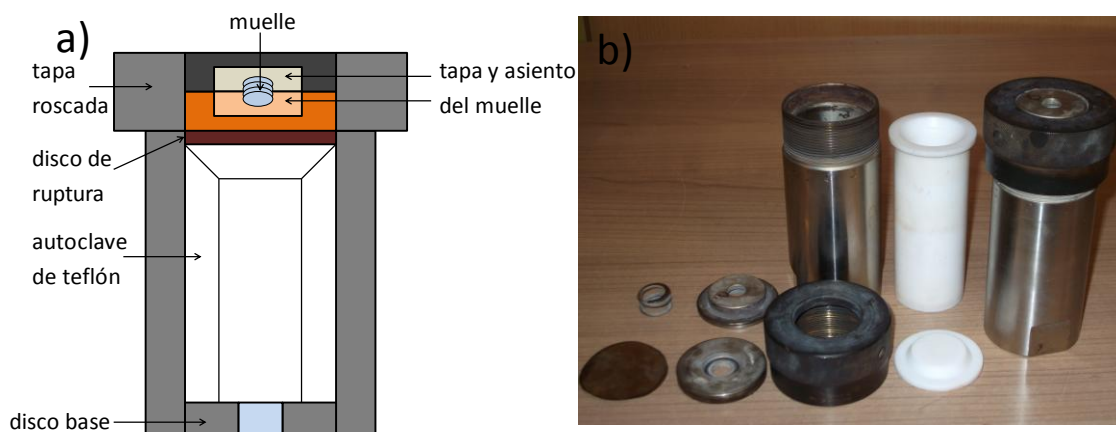 a)
muelle
tapa
roscada
tapa y asiento
del muelle
disco de
ruptura
autoclave
de teflón
disco base
b)